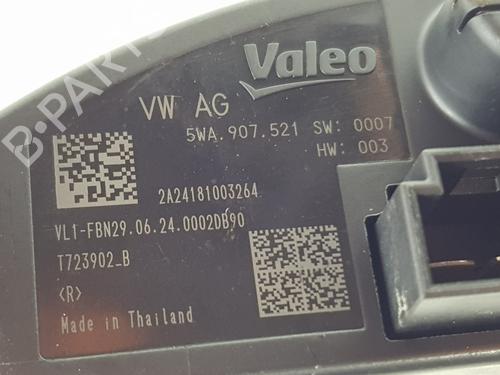 Valeo
VW AG
5WA.907.521 SW: 0007
HW: 003
2A24181003264
VL1-FBN29.06.24.0002DB90
T723902_B
<R>
Made in Thailand
B-PARTS